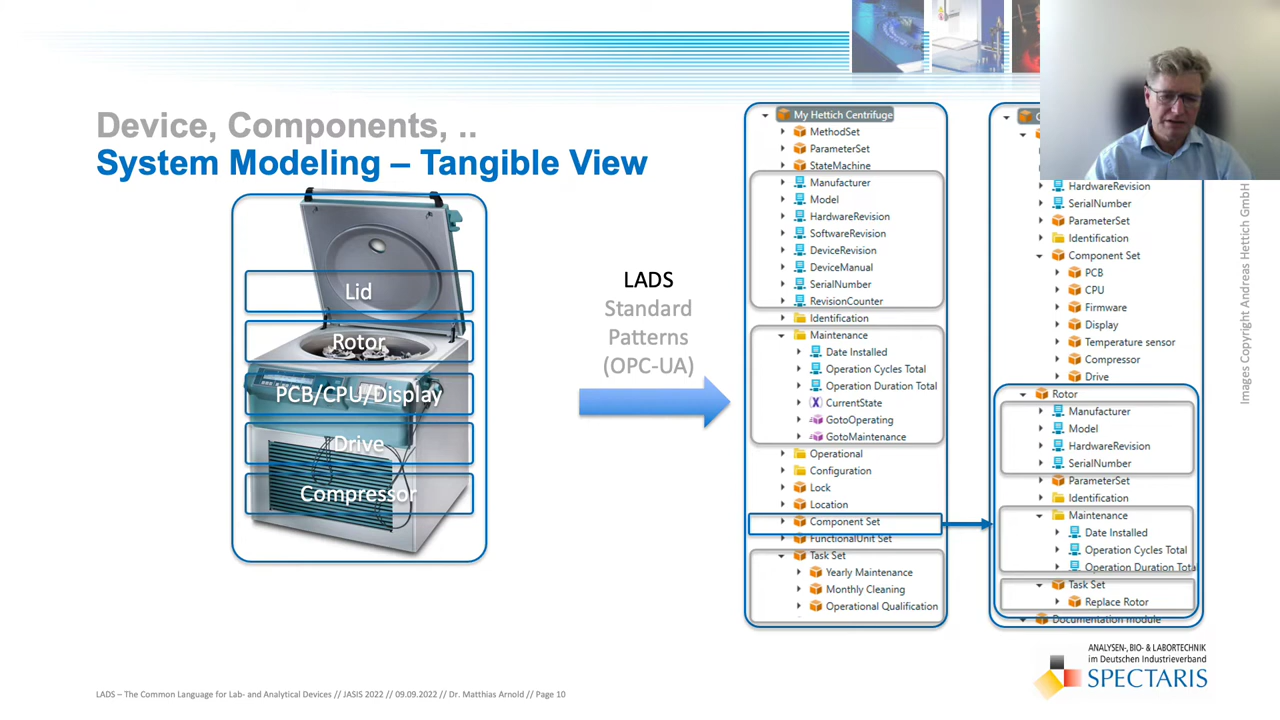 Device, Components, ..
System Modeling – Tangible View
Lid
Rotor
PCB/CPU/Display
Drive
Compressor
LADS
Standard
Patterns
(OPC-UA)
My Hettich Centrifuge
MethodSet
ParameterSet
StateMachine
Manufacturer
Model
HardwareRevision
SoftwareRevision
DeviceRevision
DeviceManual
SerialNumber
RevisionCounter
Identification
Maintenance
Date Installed
Operation Cycles Total
Operation Duration Total
CurrentState
GotoOperating
GotoMaintenance
Operational
Configuration
Lock
Location
Component Set
FunctionalUnit Set
Task Set
Yearly Maintenance
Monthly Cleaning
Operational Qualification
HardwareRevision
SerialNumber
ParameterSet
Identification
Component Set
PCB
CPU
Firmware
Display
Temperature sensor
Compressor
Drive
Rotor
Manufacturer
Model
HardwareRevision
SerialNumber
ParameterSet
Identification
Maintenance
Date Installed
Operation Cycles Total
Operation Duration Tota
Task Set
Replace Rotor
Documentation module
Images Copyright Andreas Hettich GmbH
ANALYSEN-, BIO- & LABORTECHNIK
im Deutschen Industrieverband
SPECTARIS
LADS – The Common Language for Lab- and Analytical Devices // JASIS 2022 // 09.09.2022 // Dr. Matthias Arnold // Page 10